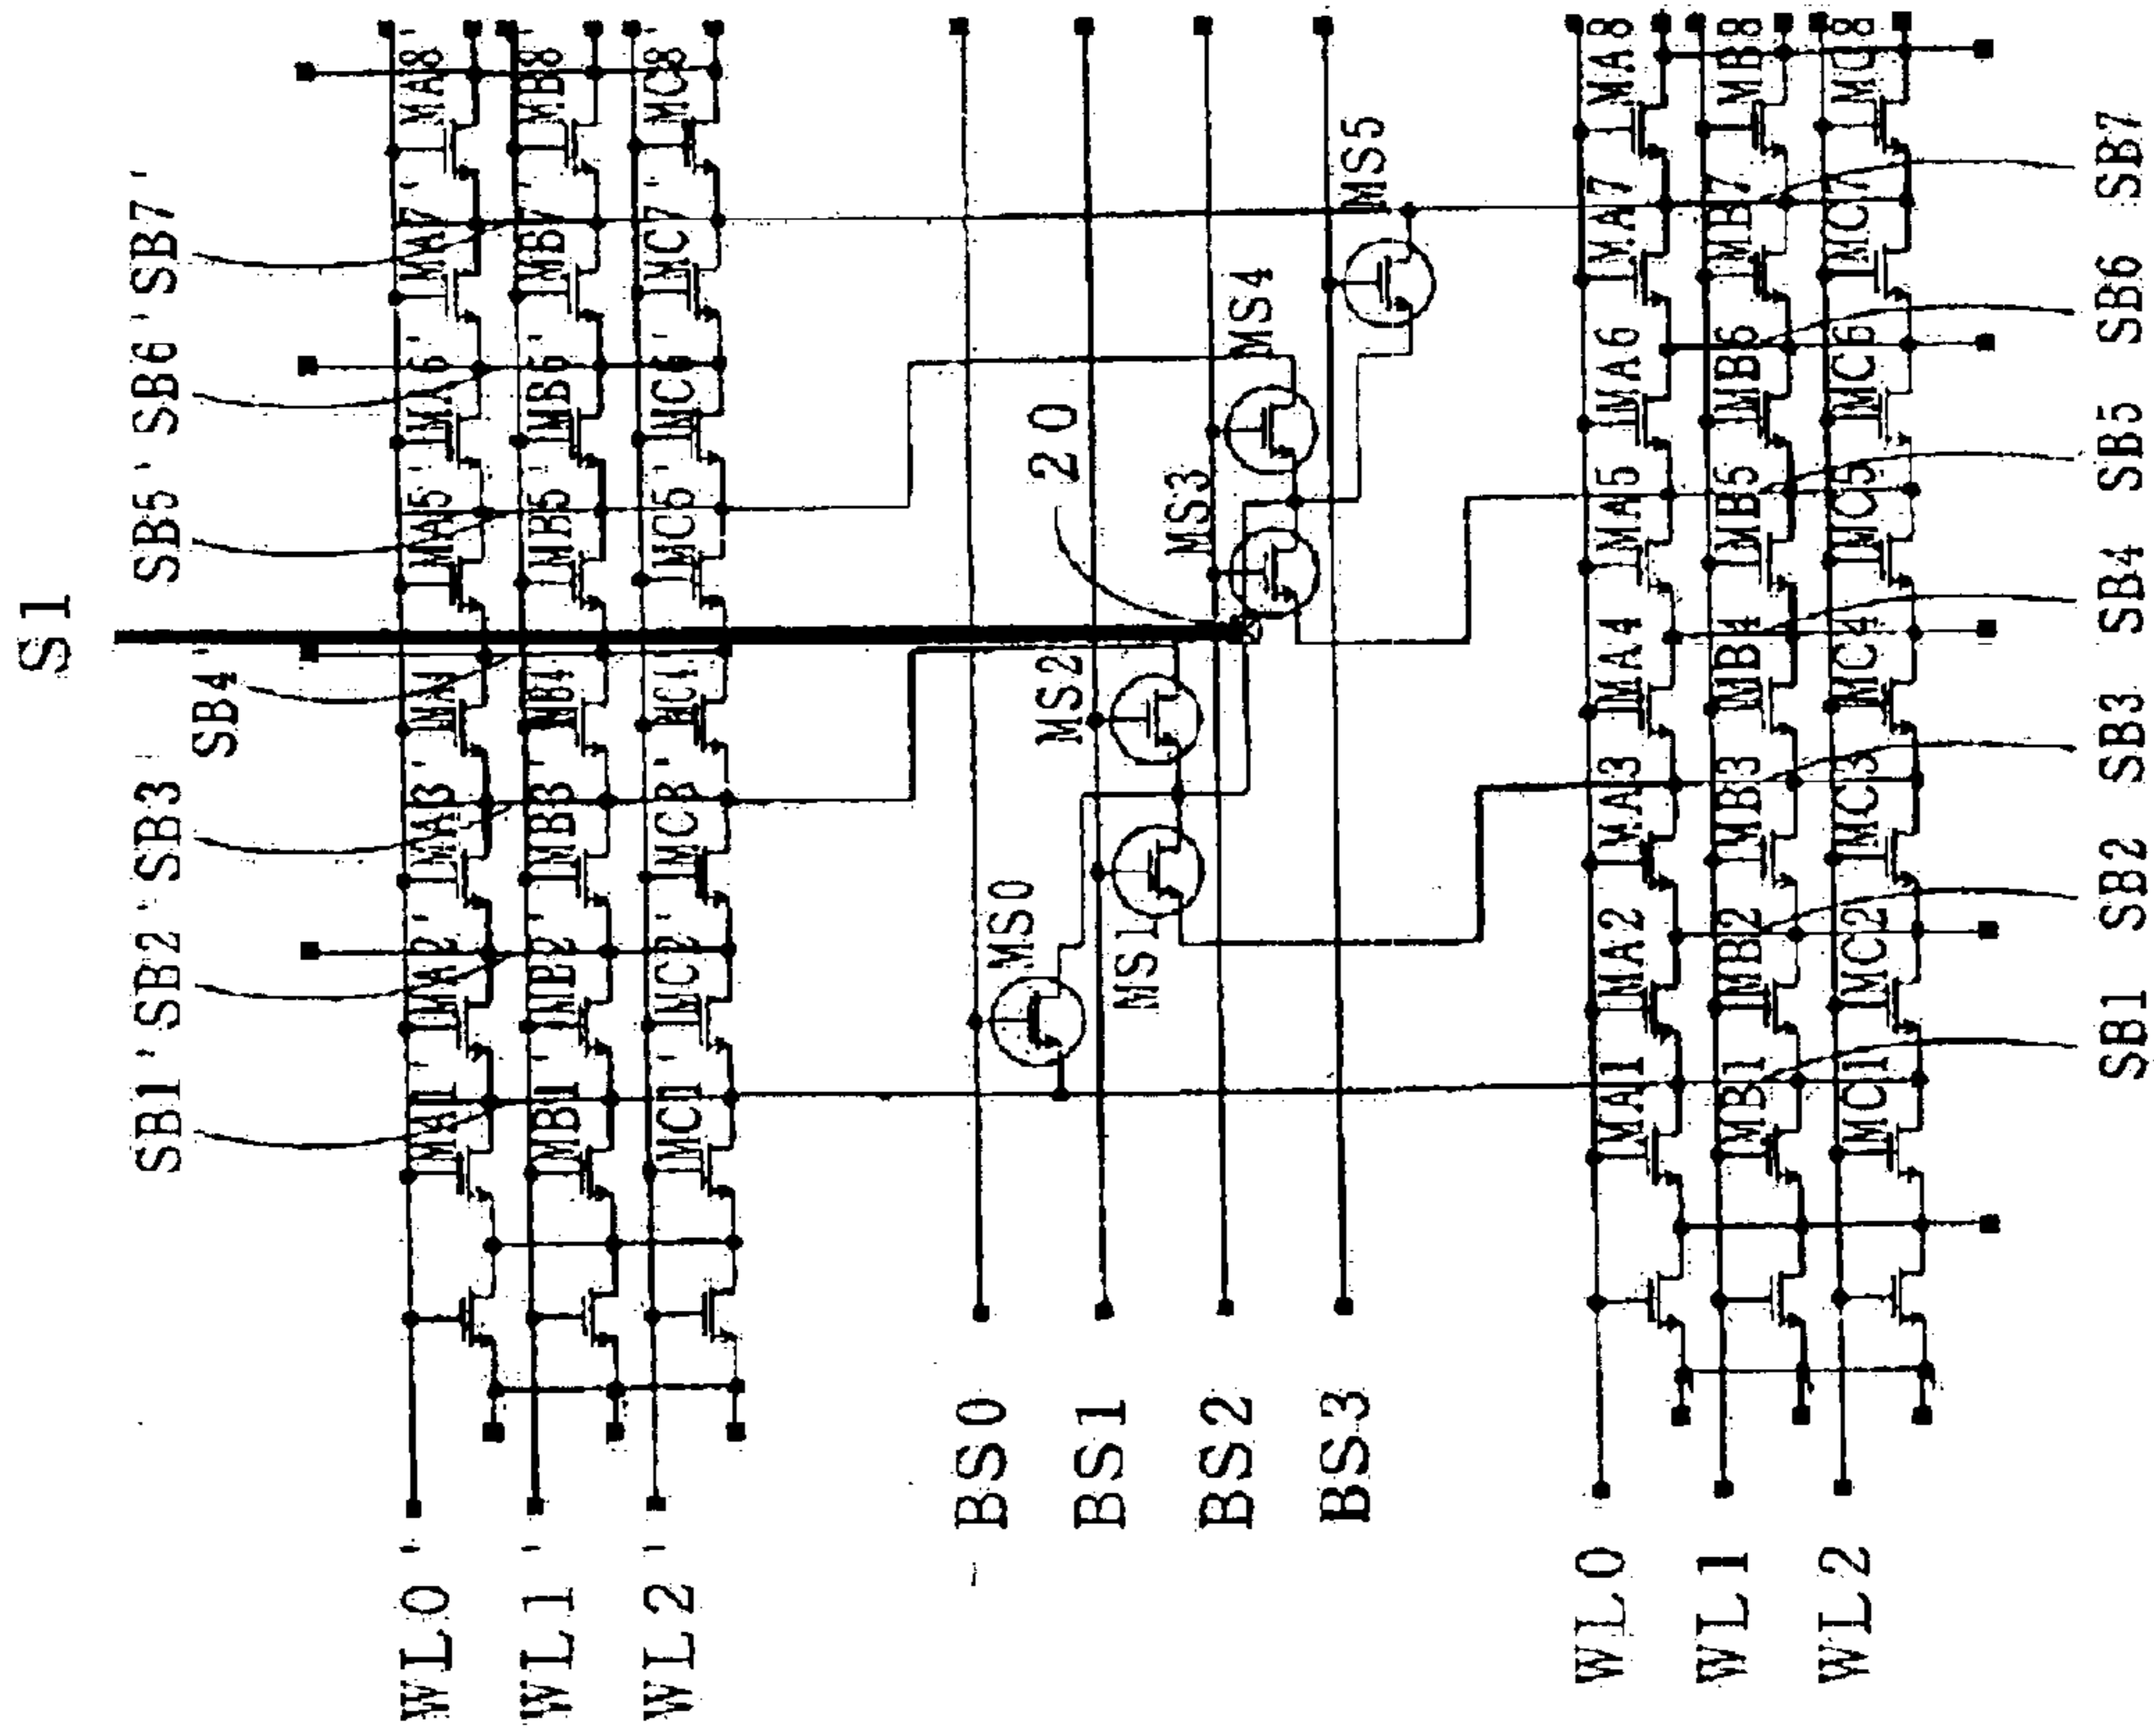 S1
SB1' SB2' SB3' SB5' SB6' SB7'
SB4'
WL0' MA1' MA2' MA3' MA4' MA5' MA6' MA7' MA8'
WL1' MB1' MB2' MB3' MB4' MB5' MB6' MB7' MB8'
WL2' MC1' MC2' MC3' MC4' MC5' MC6' MC7' MC8'
BS0 MS0
MS2 20
BS1 MS1
MS3
BS2 MS4
BS3 MS5
WL0 MA1 MA2 MA3 MA4 MA5 MA6 MA7 MA8
WL1 MB1 MB2 MB3 MB4 MB5 MB6 MB7 MB8
WL2 MC1 MC2 MC3 MC4 MC5 MC6 MC7 MC8
SB1 SB2 SB3 SB4 SB5 SB6 SB7